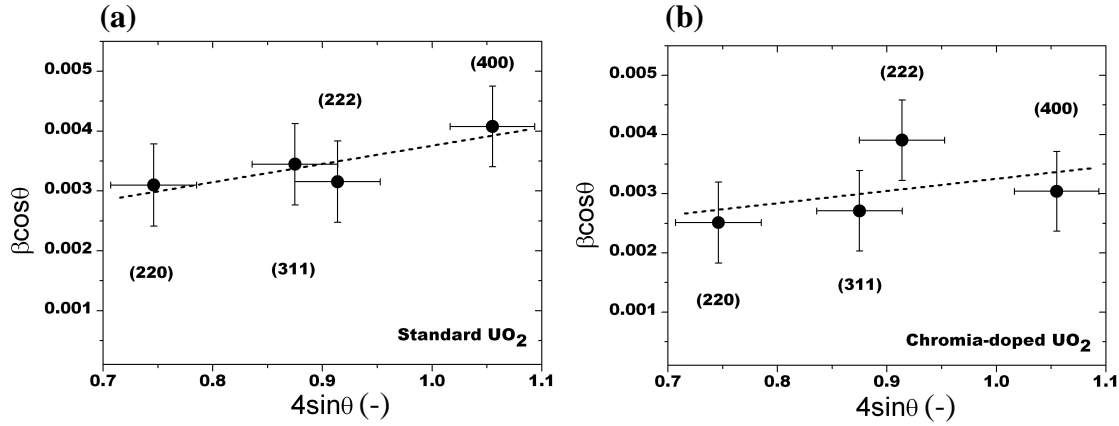 (a)
βcosθ
0.005
0.004
0.003
0.002
0.001
(400)
(222)
(220)
(311)
Standard UO2
0.7 0.8 0.9 1.0 1.1
4sinθ (-)
(b)
βcosθ
0.005
0.004
0.003
0.002
0.001
(222)
(400)
(311)
(220)
Chromia-doped UO2
0.7 0.8 0.9 1.0 1.1
4sinθ (-)